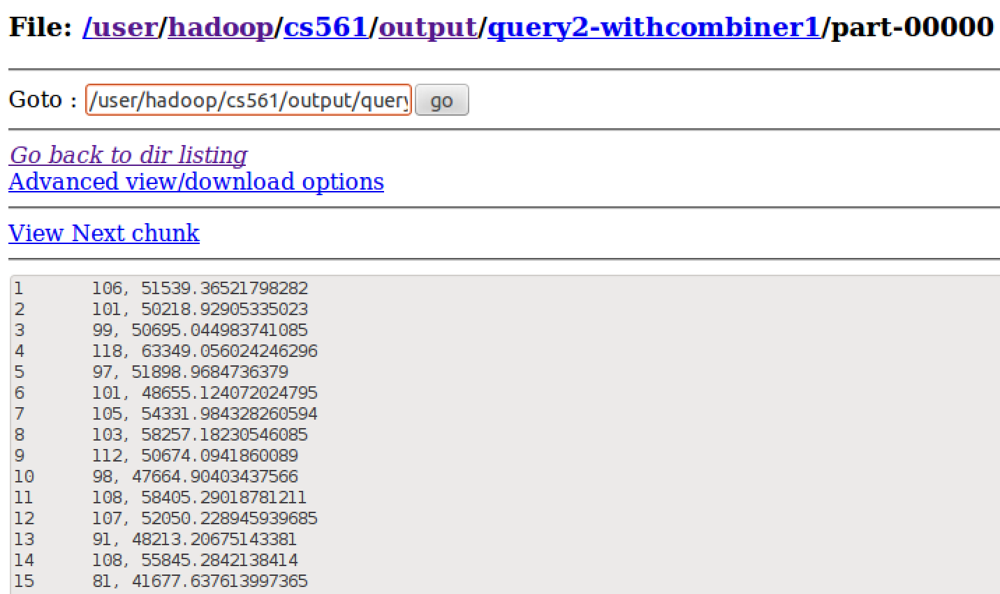 File: /user/hadoop/cs561/output/query2-withcombiner1/part-00000
Goto : /user/hadoop/cs561/output/query go
Go back to dir listing
Advanced view/download options
View Next chunk
1 106, 51539.36521798282
2 101, 50218.92905335023
3 99, 50695.044983741085
4 118, 63349.056024246296
5 97, 51898.9684736379
6 101, 48655.124072024795
7 105, 54331.984328260594
8 103, 58257.18230546085
9 112, 50674.0941860089
10 98, 47664.90403437566
11 108, 58405.29018781211
12 107, 52050.228945939685
13 91, 48213.20675143381
14 108, 55845.2842138414
15 81, 41677.637613997365